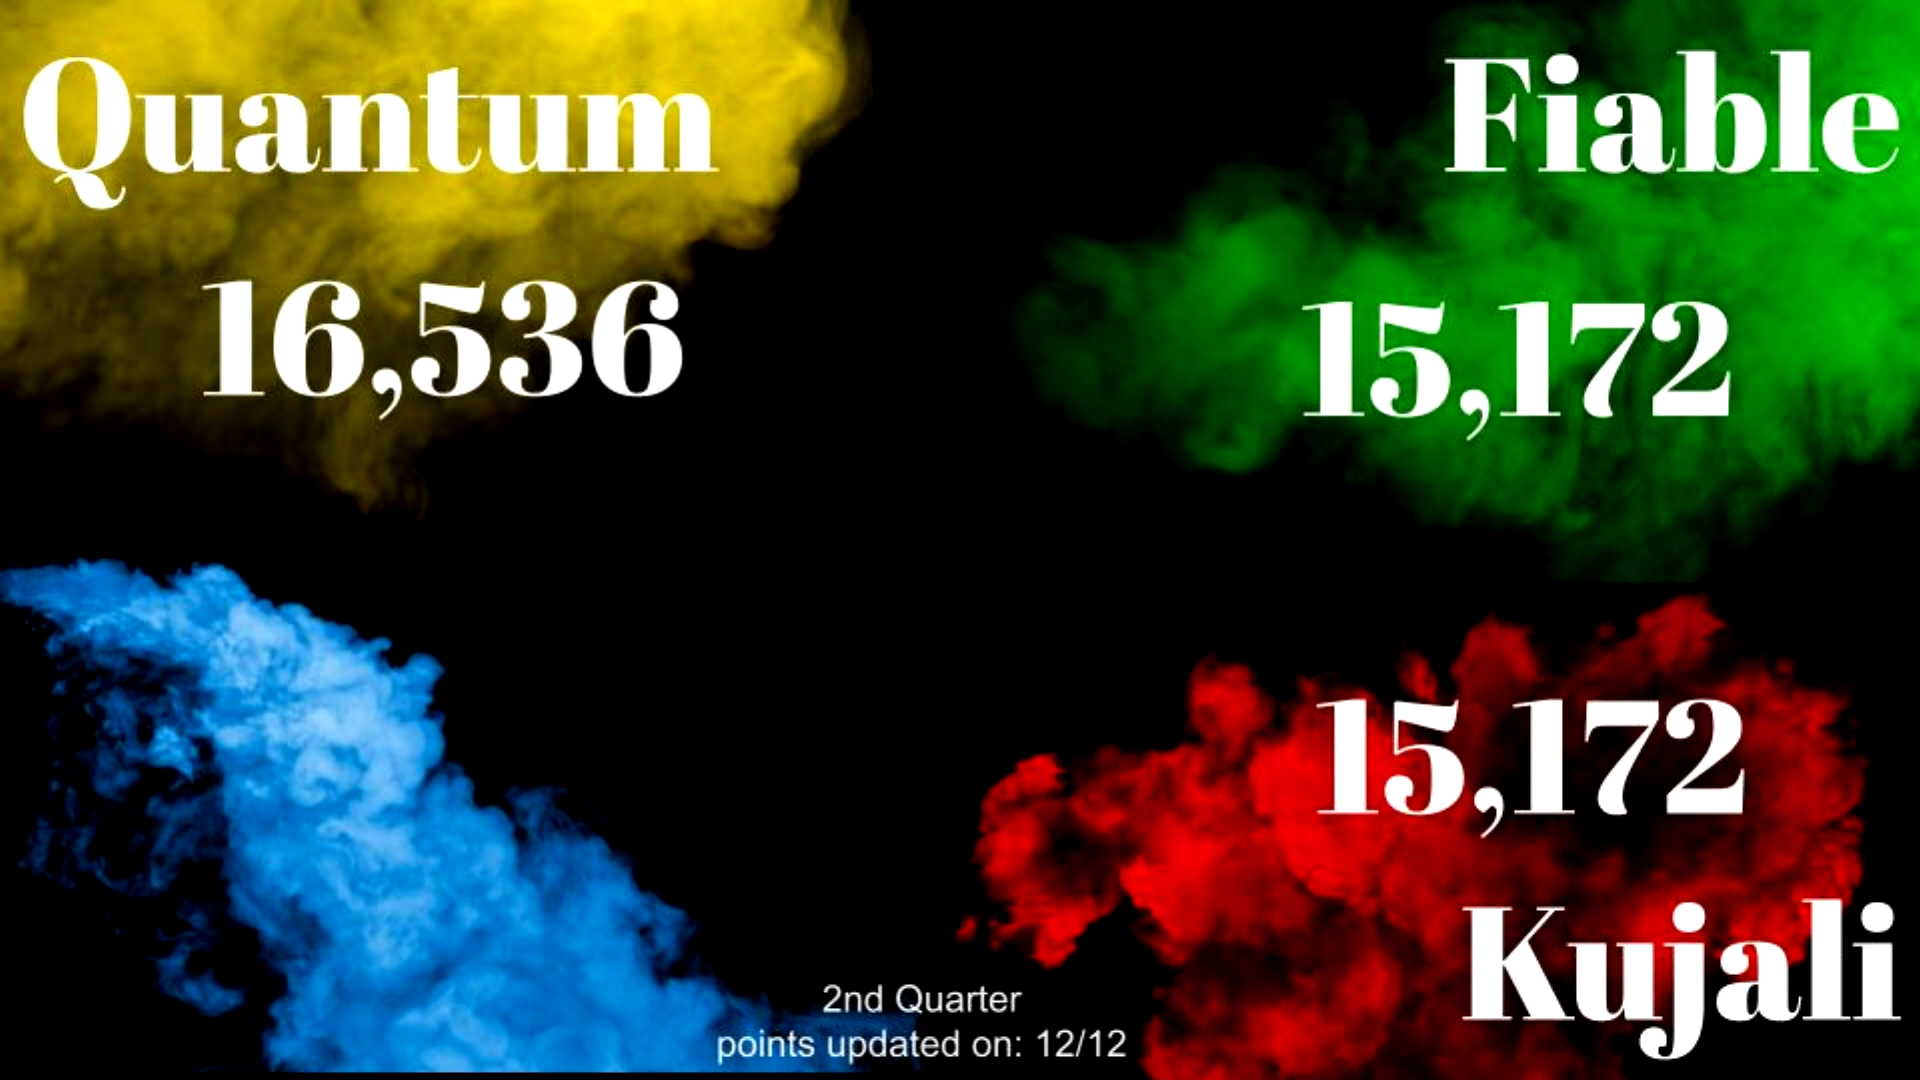 Quantum
16,536
Fiable
15,172
15,172
Kujali
2nd Quarter
points updated on: 12/12